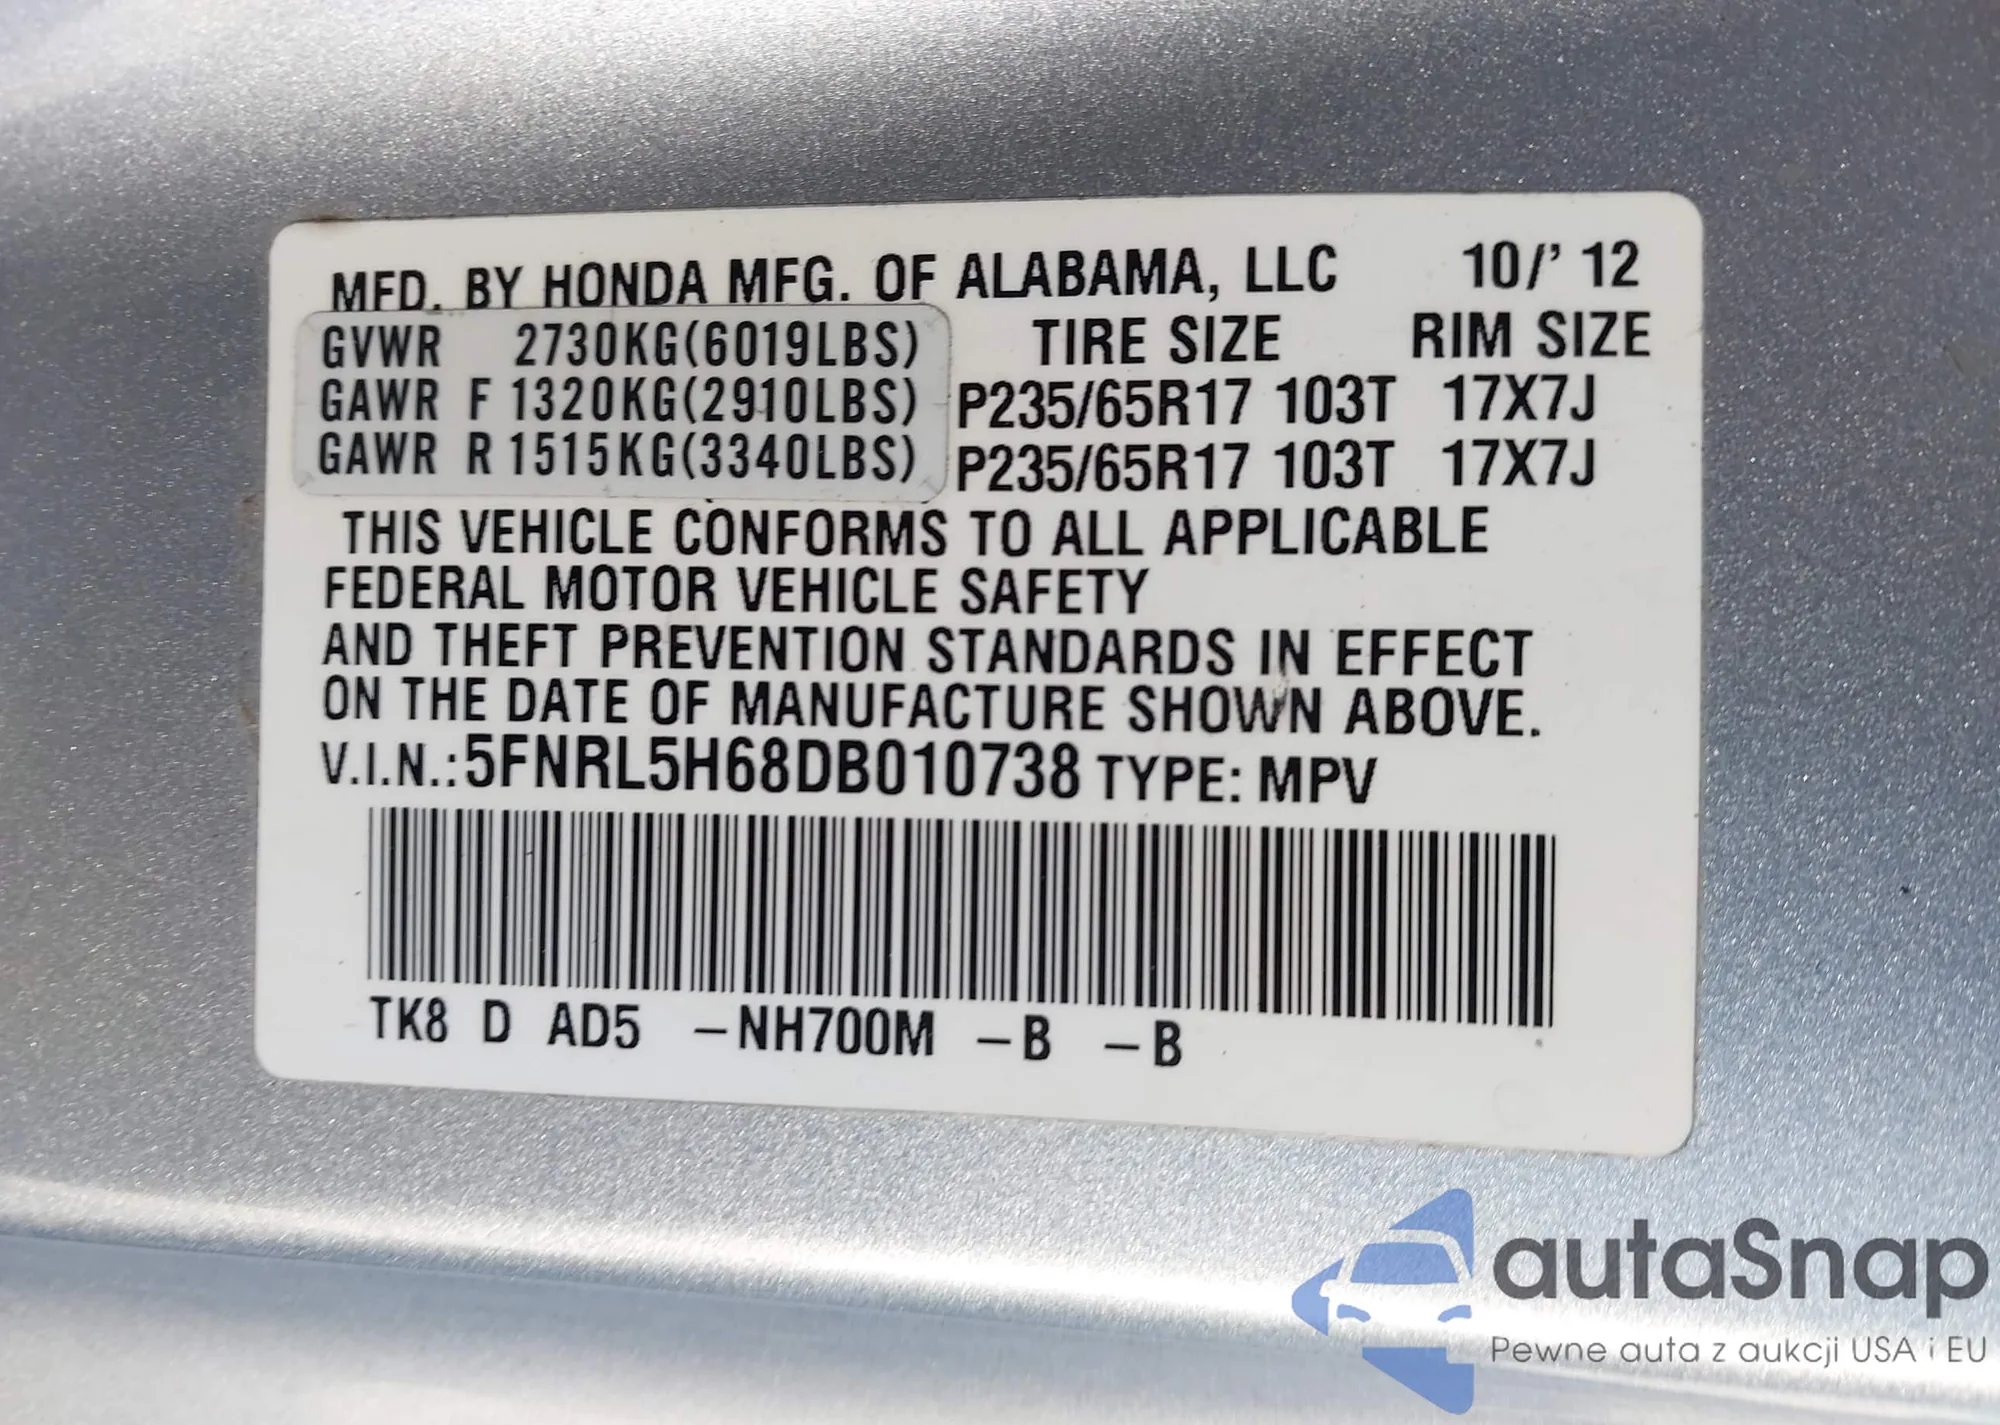 MFD. BY HONDA MFG. OF ALABAMA, LLC 10/' 12
GVWR 2730KG(6019LBS) TIRE SIZE RIM SIZE
GAWR F 1320KG(2910LBS) P235/65R17 103T 17X7J
GAWR R 1515KG(3340LBS) P235/65R17 103T 17X7J
THIS VEHICLE CONFORMS TO ALL APPLICABLE
FEDERAL MOTOR VEHICLE SAFETY
AND THEFT PREVENTION STANDARDS IN EFFECT
ON THE DATE OF MANUFACTURE SHOWN ABOVE.
V.I.N.:5FNRL5H68DB010738 TYPE: MPV
TK8 D AD5 –NH700M –B –B
autaSnap
Pewne auta z aukcji USA i EU